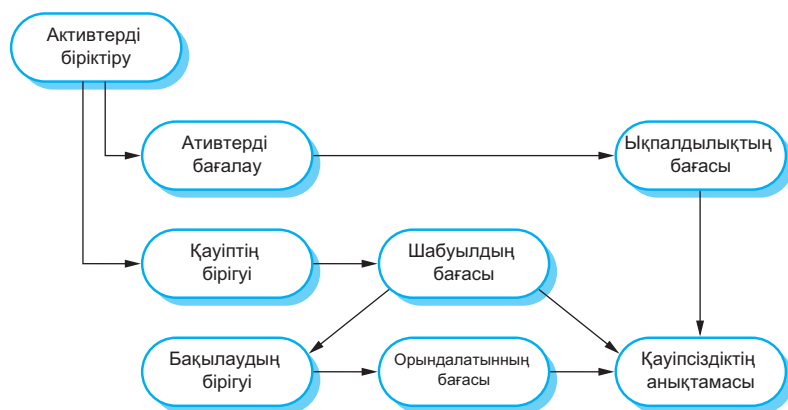 Активтерді
біріктіру
Ативтерді
бағалау
Ықпалдылықтың
бағасы
Қауіптің
бірігуі
Шабуылдың
бағасы
Бақылаудың
бірігуі
Орындалатынның
бағасы
Қауіпсіздіктің
анықтамасы